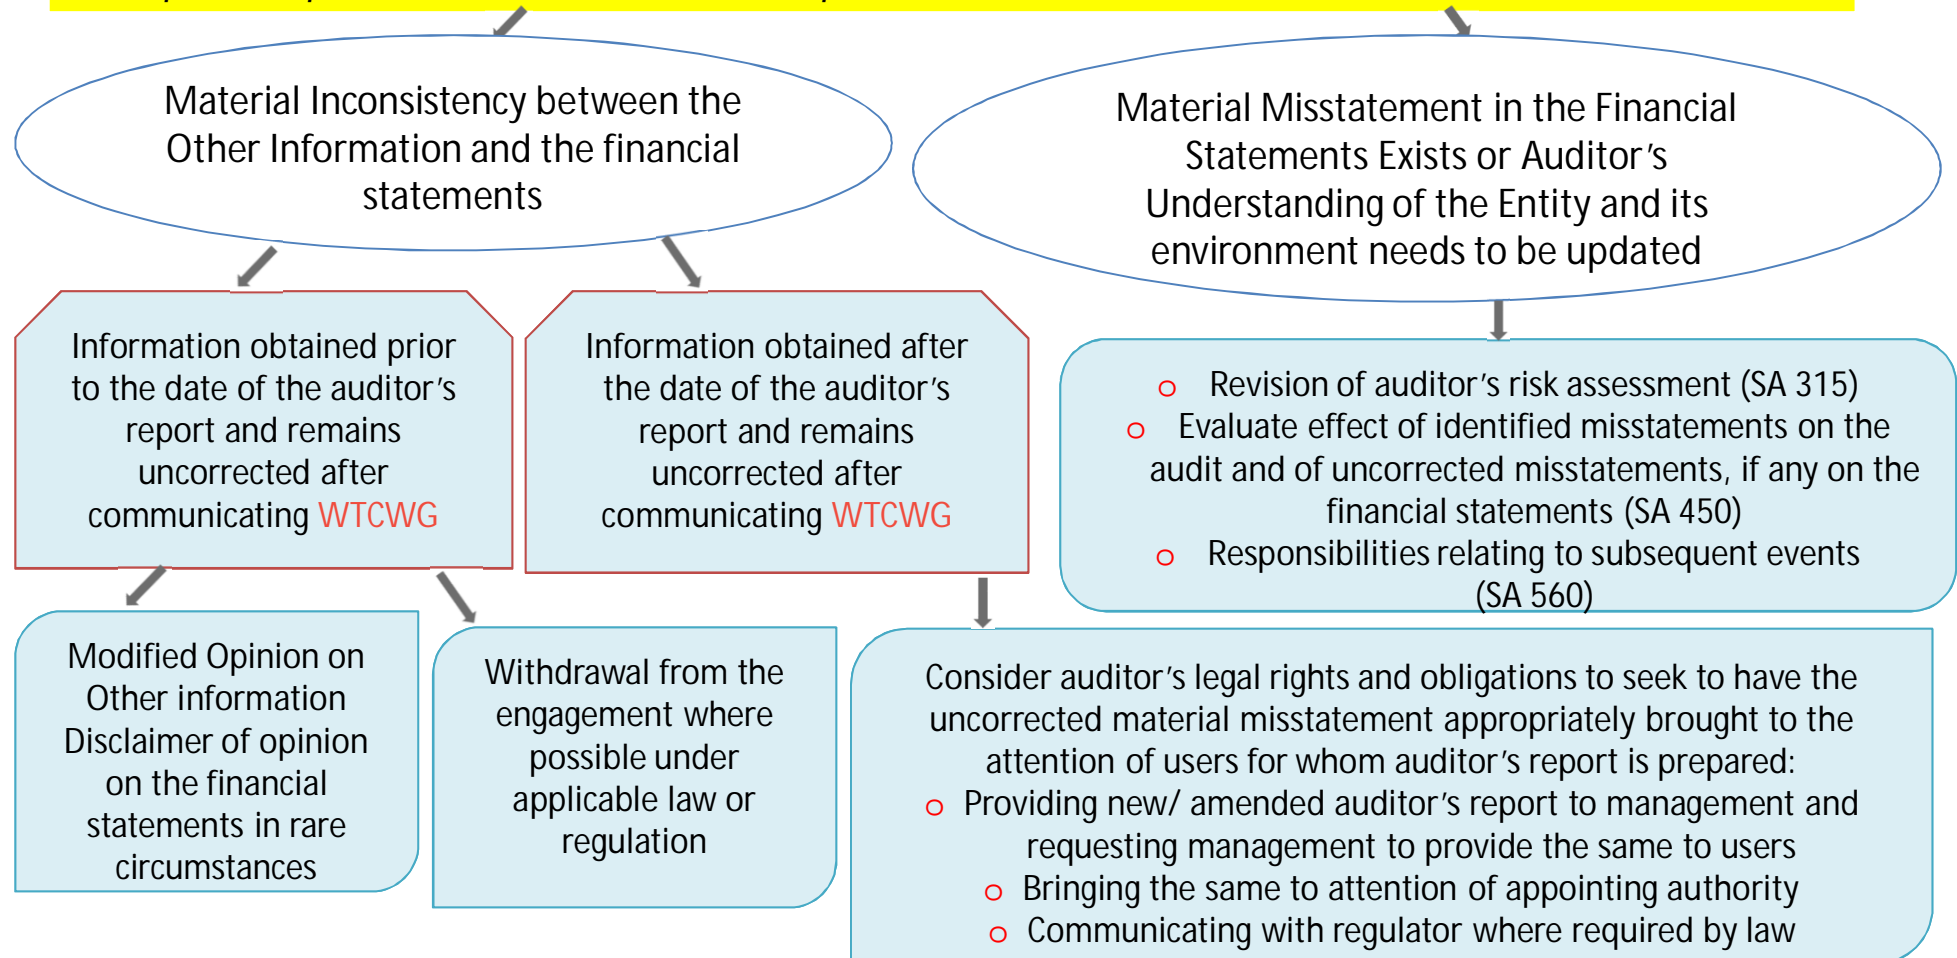 Material Inconsistency between the
Other Information and the financial
statements
Material Misstatement in the Financial
Statements Exists or Auditor's
Understanding of the Entity and its
environment needs to be updated
Information obtained prior
to the date of the auditor's
report and remains
uncorrected after
communicating WTCWG
Information obtained after
the date of the auditor's
report and remains
uncorrected after
communicating WTCWG
o Revision of auditor's risk assessment (SA 315)
o Evaluate effect of identified misstatements on the
audit and of uncorrected misstatements, if any on the
financial statements (SA 450)
o Responsibilities relating to subsequent events
(SA 560)
Modified Opinion on
Other information
Disclaimer of opinion
on the financial
statements in rare
circumstances
Withdrawal from the
engagement where
possible under
applicable law or
regulation
Consider auditor's legal rights and obligations to seek to have the
uncorrected material misstatement appropriately brought to the
attention of users for whom auditor's report is prepared:
o Providing new/ amended auditor's report to management and
requesting management to provide the same to users
o Bringing the same to attention of appointing authority
o Communicating with regulator where required by law